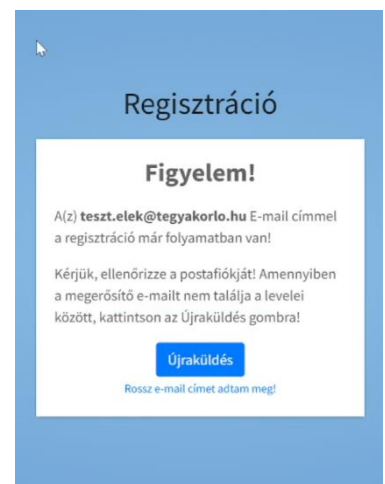 Regisztráció
Figyelem!
A(z) teszt.elek@tegyakorlo.hu E-mail címmel
a regisztráció már folyamatban van!
Kérjük, ellenőrizze a postafiókját! Amennyiben
a megerősítő e-mailt nem találja a levelei
között, kattintson az Újraküldés gombra!
Újraküldés
Rossz e-mail címet adtam meg!